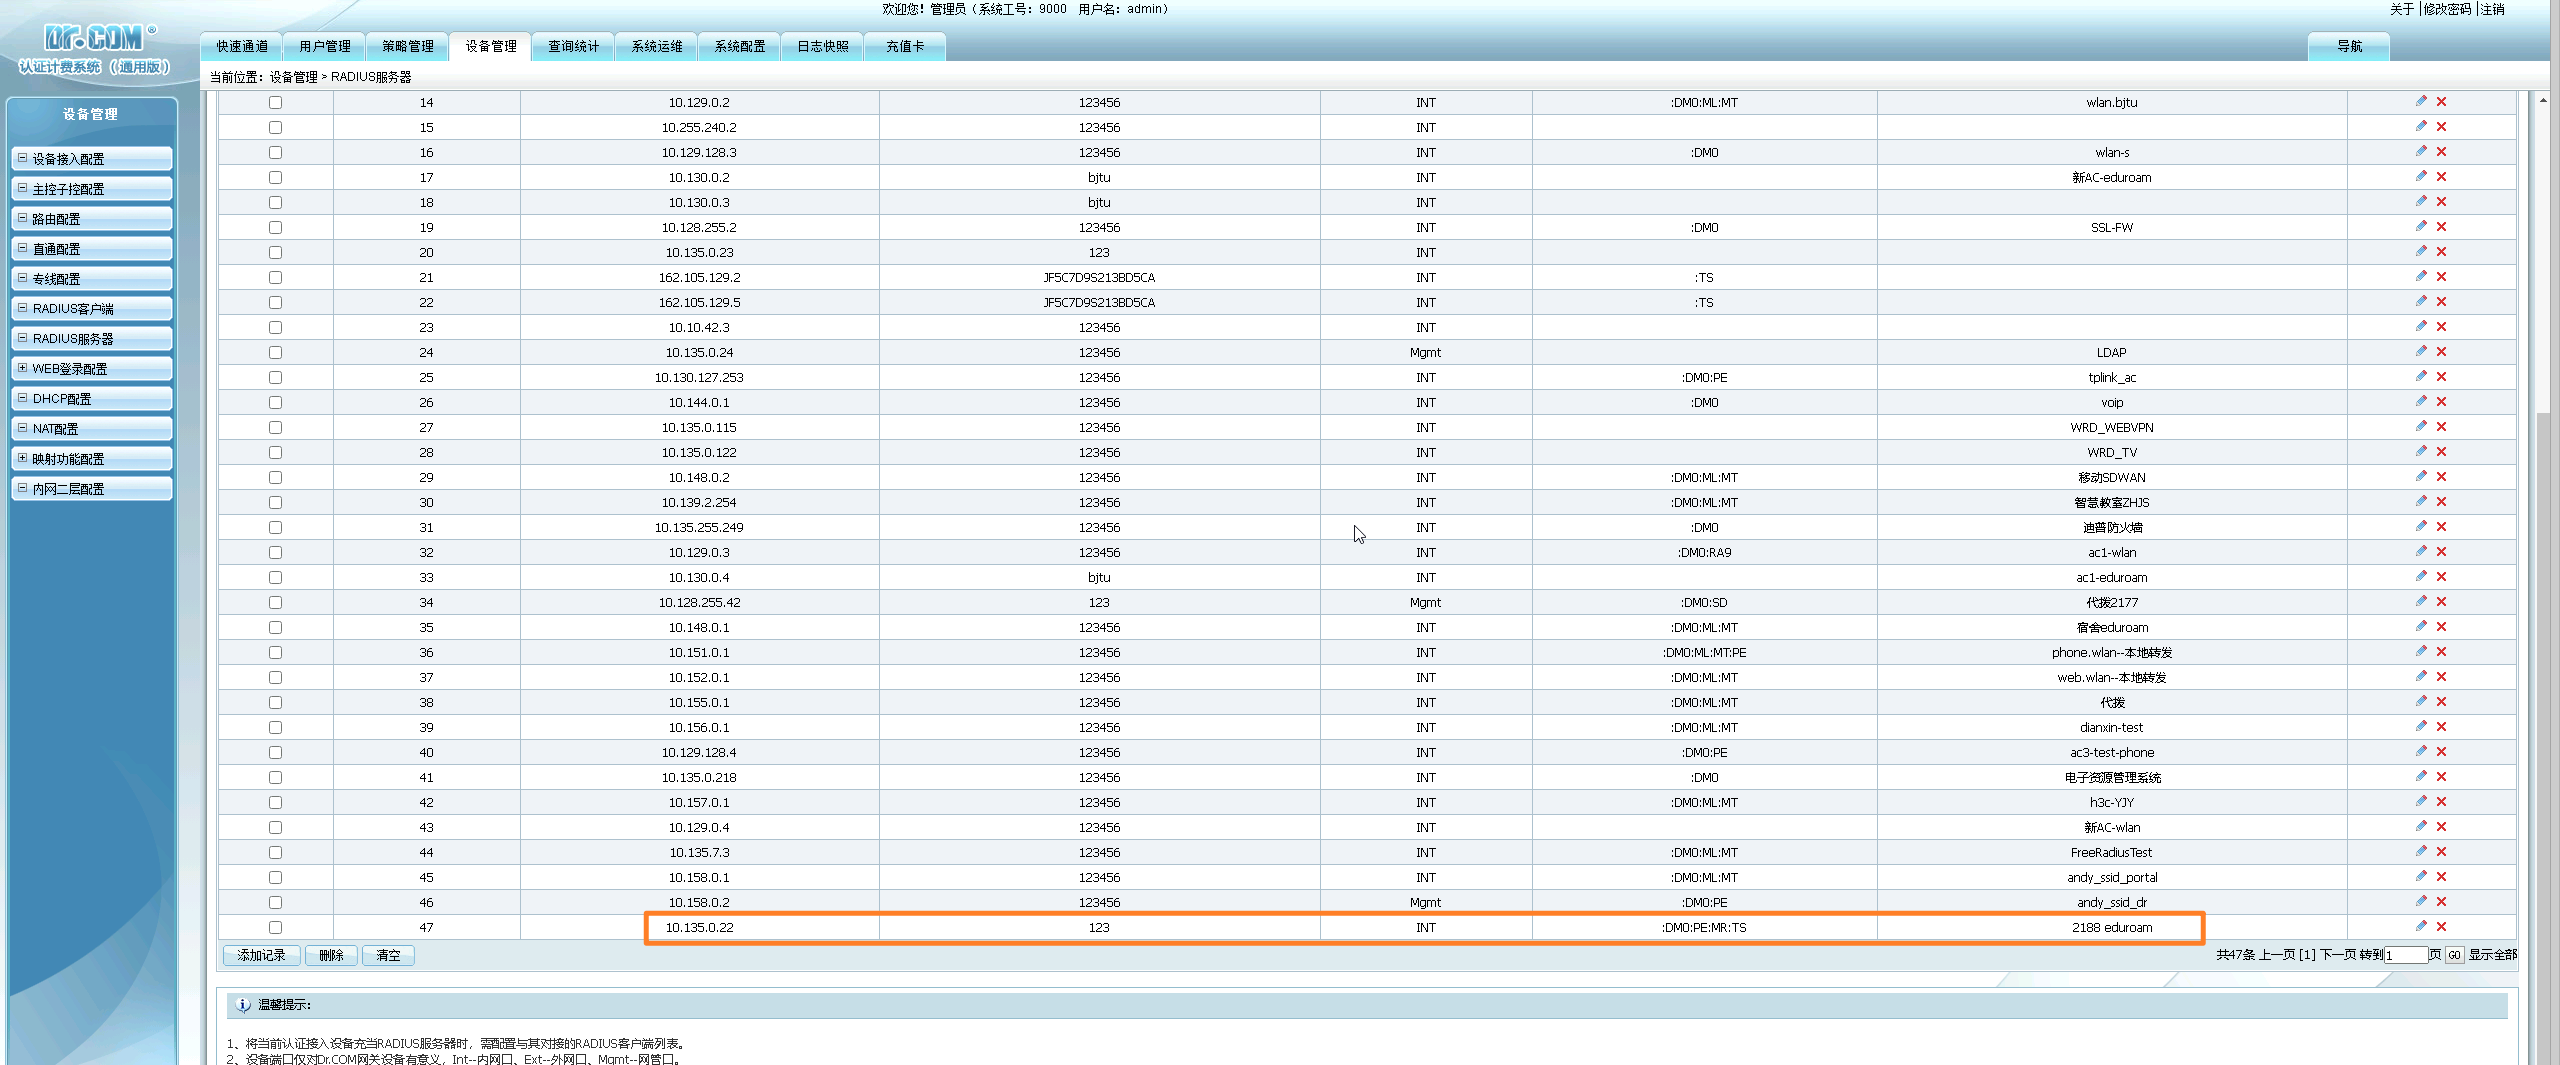 欢迎您！管理员（系统工号：9000 用户名：admin）
关于 | 修改密码 | 注销
Dr.COM®
认证计费系统（通用版）
快速通道 用户管理 策略管理 设备管理 查询统计 系统运维 系统配置 日志快照 充值卡 导航
当前位置：设备管理 > RADIUS服务器
设备管理
设备接入配置
主控子控配置
路由配置
直通配置
专线配置
RADIUS客户端
RADIUS服务器
WEB登录配置
DHCP配置
NAT配置
映射功能配置
内网二层配置
14 10.129.0.2 123456 INT :DM0:ML:MT wlan.bjtu
15 10.255.240.2 123456 INT
16 10.129.128.3 123456 INT :DM0 wlan-s
17 10.130.0.2 bjtu INT 新AC-eduroam
18 10.130.0.3 bjtu INT
19 10.128.255.2 123456 INT :DM0 SSL-FW
20 10.135.0.23 123 INT
21 162.105.129.2 JF5C7D9S213BD5CA INT :TS
22 162.105.129.5 JF5C7D9S213BD5CA INT :TS
23 10.10.42.3 123456 INT
24 10.135.0.24 123456 Mgmt LDAP
25 10.130.127.253 123456 INT :DM0:PE tplink_ac
26 10.144.0.1 123456 INT :DM0 voip
27 10.135.0.115 123456 INT WRD_WEBVPN
28 10.135.0.122 123456 INT WRD_TV
29 10.148.0.2 123456 INT :DM0:ML:MT 移动SDWAN
30 10.139.2.254 123456 INT :DM0:ML:MT 智慧教室ZHJS
31 10.135.255.249 123456 INT :DM0 迪普防火墙
32 10.129.0.3 123456 INT :DM0:RA9 ac1-wlan
33 10.130.0.4 bjtu INT ac1-eduroam
34 10.128.255.42 123 Mgmt :DM0:SD 代拨2177
35 10.148.0.1 123456 INT :DM0:ML:MT 宿舍eduroam
36 10.151.0.1 123456 INT :DM0:ML:MT:PE phone.wlan--本地转发
37 10.152.0.1 123456 INT :DM0:ML:MT web.wlan--本地转发
38 10.155.0.1 123456 INT :DM0:ML:MT 代拨
39 10.156.0.1 123456 INT :DM0:ML:MT dianxin-test
40 10.129.128.4 123456 INT :DM0:PE ac3-test-phone
41 10.135.0.218 123456 INT :DM0 电子资源管理系统
42 10.157.0.1 123456 INT :DM0:ML:MT h3c-YJY
43 10.129.0.4 123456 INT 新AC-wlan
44 10.135.7.3 123456 INT :DM0:ML:MT FreeRadiusTest
45 10.158.0.1 123456 INT :DM0:ML:MT andy_ssid_portal
46 10.158.0.2 123456 Mgmt :DM0:PE andy_ssid_dr
47 10.135.0.22 123 INT :DM0:PE:MR:TS 2188 eduroam
添加记录 删除 清空 共47条 上一页 [1] 下一页 转到 1 页 GO 显示全部
温馨提示：
1、将当前认证接入设备充当RADIUS服务器时，需配置与其对接的RADIUS客户端列表。
2、设备端口仅对Dr.COM网关设备有意义，Int--内网口、Ext--外网口、Mgmt--网管口。